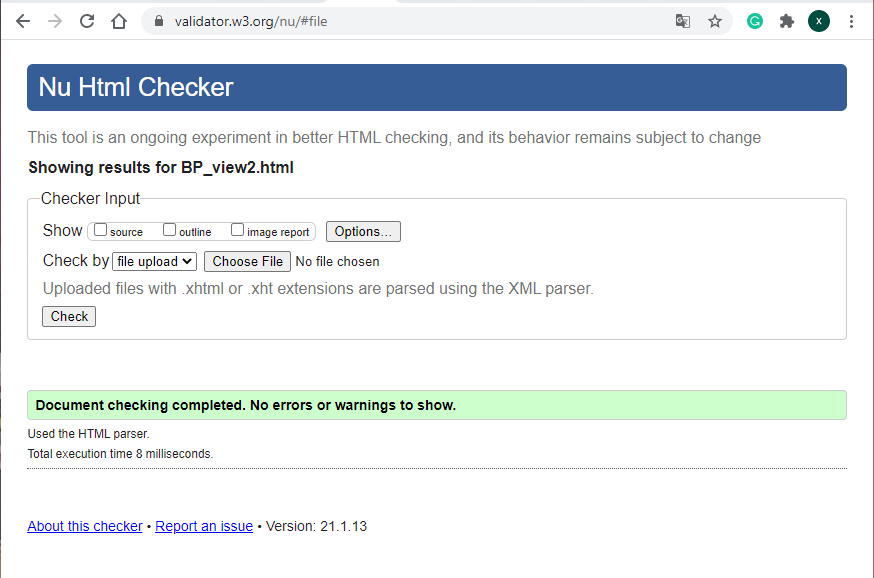 validator.w3.org/nu/#file
X
Nu Html Checker
This tool is an ongoing experiment in better HTML checking, and its behavior remains subject to change
Showing results for BP_view2.html
Checker Input
Show source outline image report Options...
Check by file upload Choose File No file chosen
Uploaded files with .xhtml or .xht extensions are parsed using the XML parser.
Check
Document checking completed. No errors or warnings to show.
Used the HTML parser.
Total execution time 8 milliseconds.
About this checker • Report an issue • Version: 21.1.13